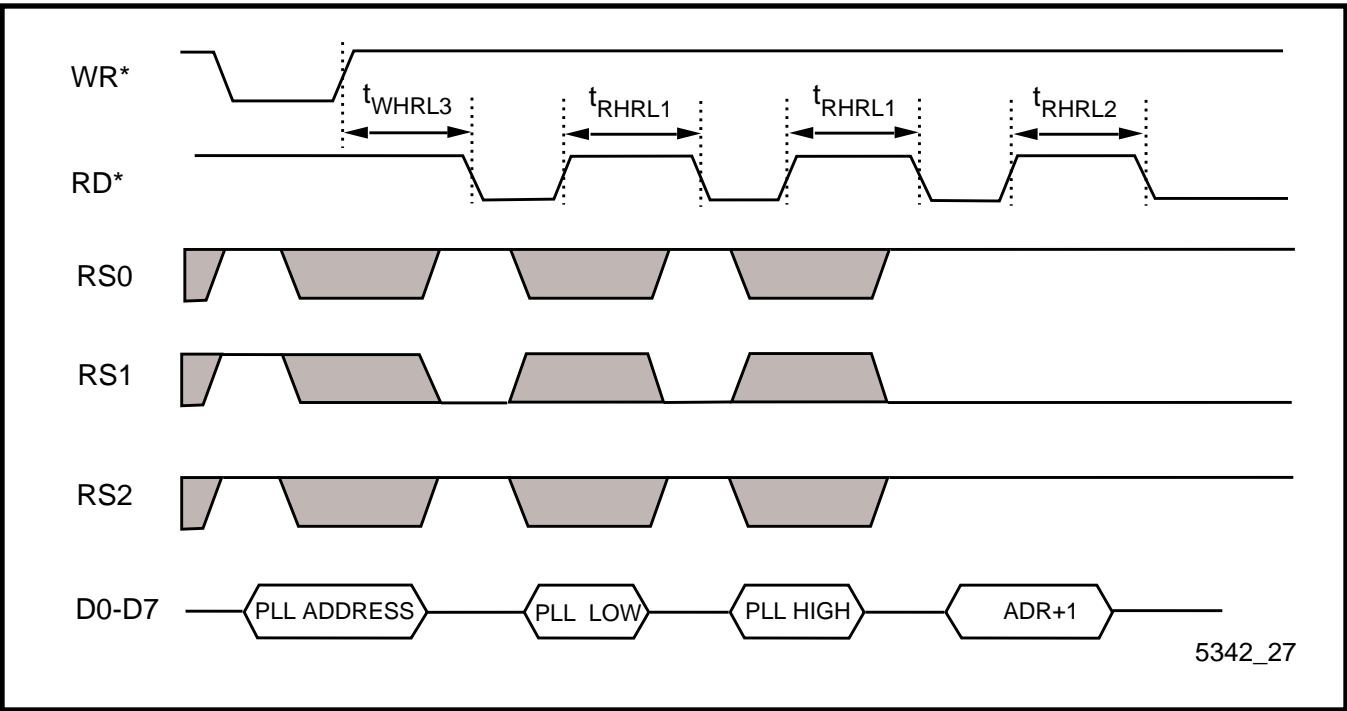 WR*
tWHRL3
tRHRL1
tRHRL1
tRHRL2
RD*
RS0
RS1
RS2
D0-D7
PLL ADDRESS
PLL LOW
PLL HIGH
ADR+1
5342_27